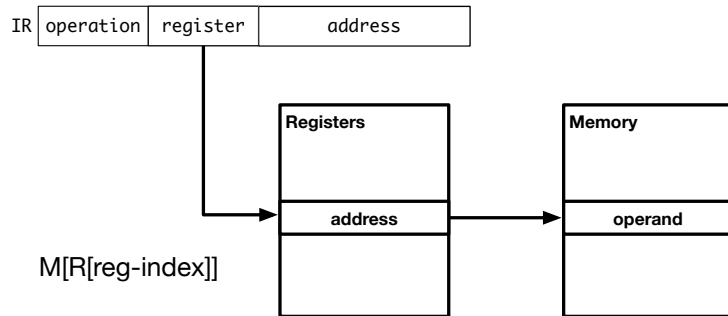 IR operation register address
Registers Memory
address operand
M[R[reg-index]]